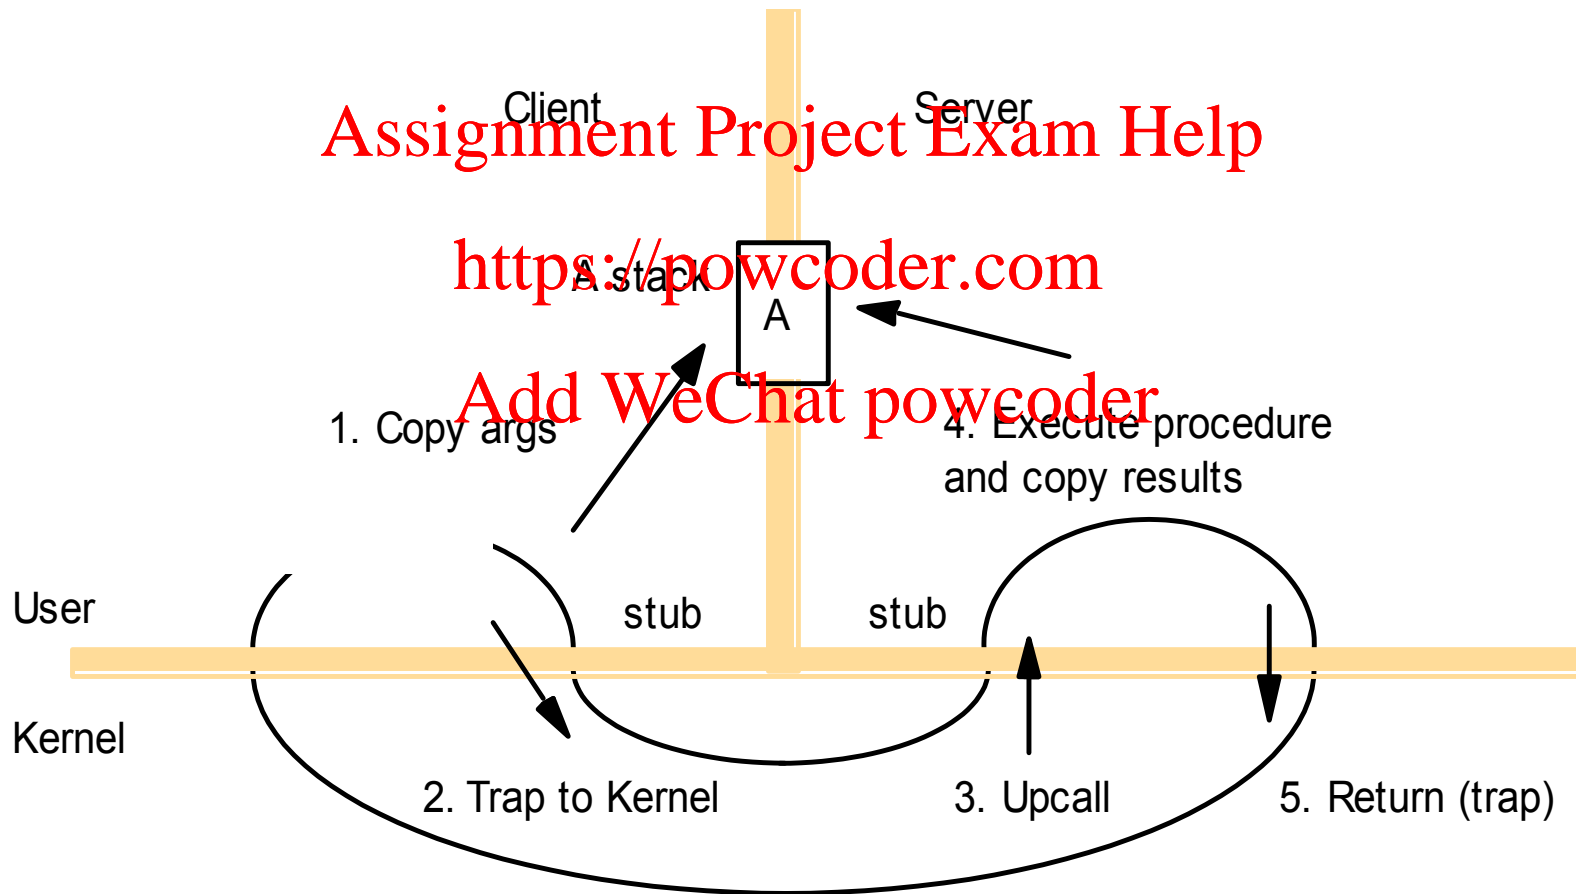 Client
Server
Assignment Project Exam Help
https://powcoder.com
A stack
A
Add WeChat powcoder
1. Copy args
4. Execute procedure
and copy results
User
stub
stub
Kernel
2. Trap to Kernel
3. Upcall
5. Return (trap)